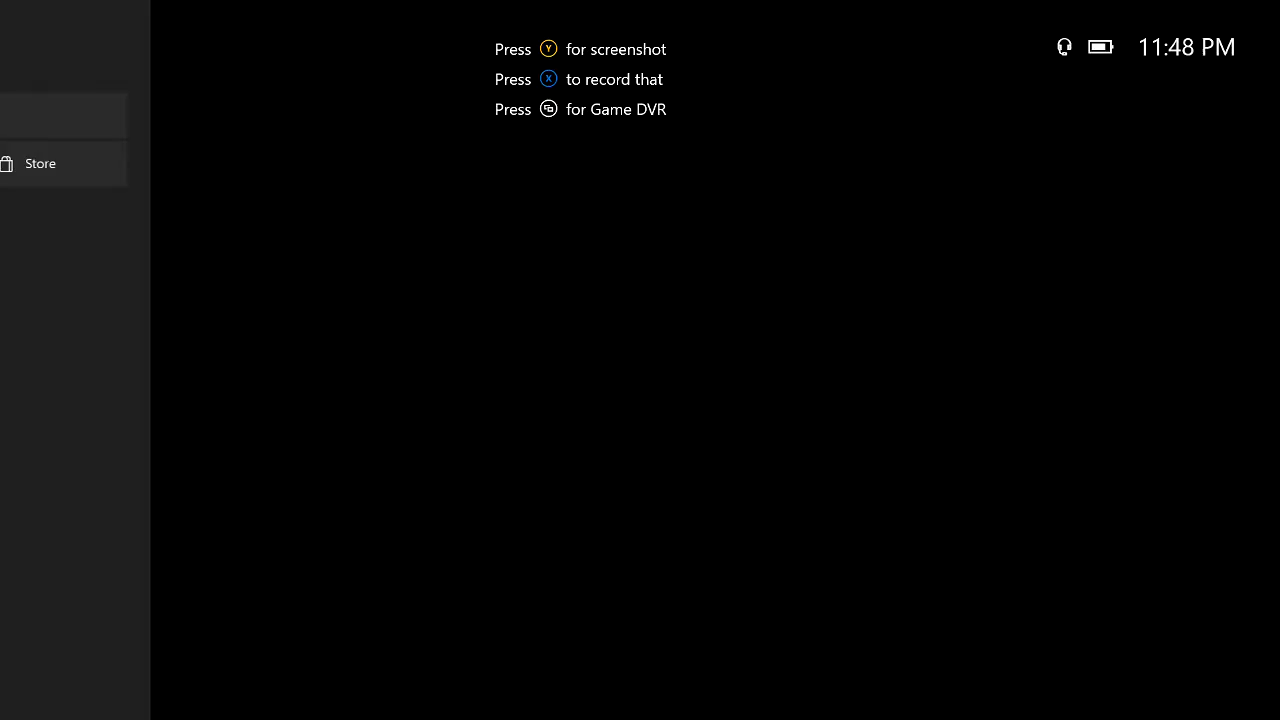 Press Y for screenshot
Press X to record that
Press for Game DVR
11:48 PM
Store